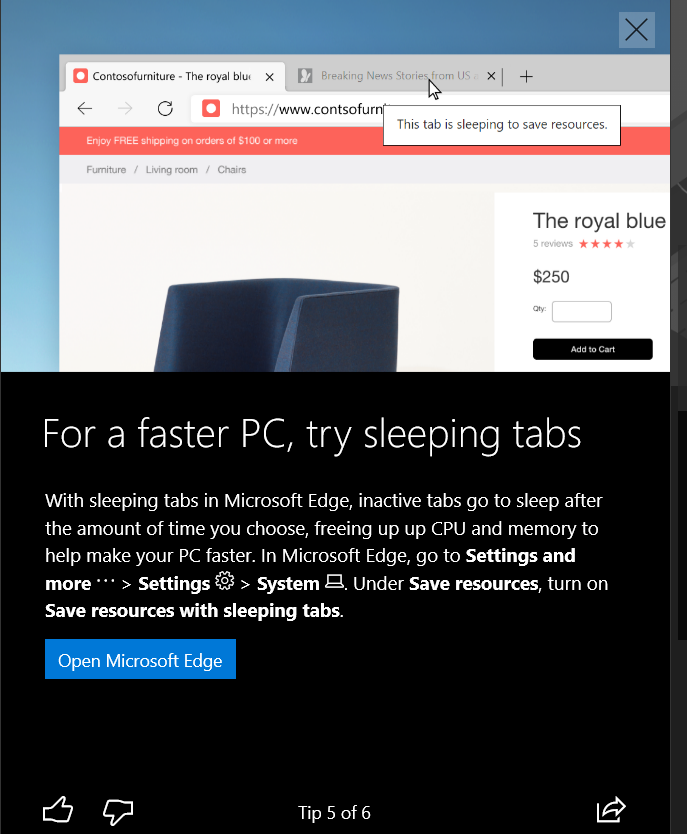 Contosofurniture - The royal blu
Breaking News Stories from US
https://www.contsofurn
This tab is sleeping to save resources.
Enjoy FREE shipping on orders of $100 or more
Furniture / Living room / Chairs
The royal blue
5 reviews ★★★★★
$250
Qty:
Add to Cart
For a faster PC, try sleeping tabs
With sleeping tabs in Microsoft Edge, inactive tabs go to sleep after
the amount of time you choose, freeing up up CPU and memory to
help make your PC faster. In Microsoft Edge, go to Settings and
more ··· > Settings > System . Under Save resources, turn on
Save resources with sleeping tabs.
Open Microsoft Edge
Tip 5 of 6